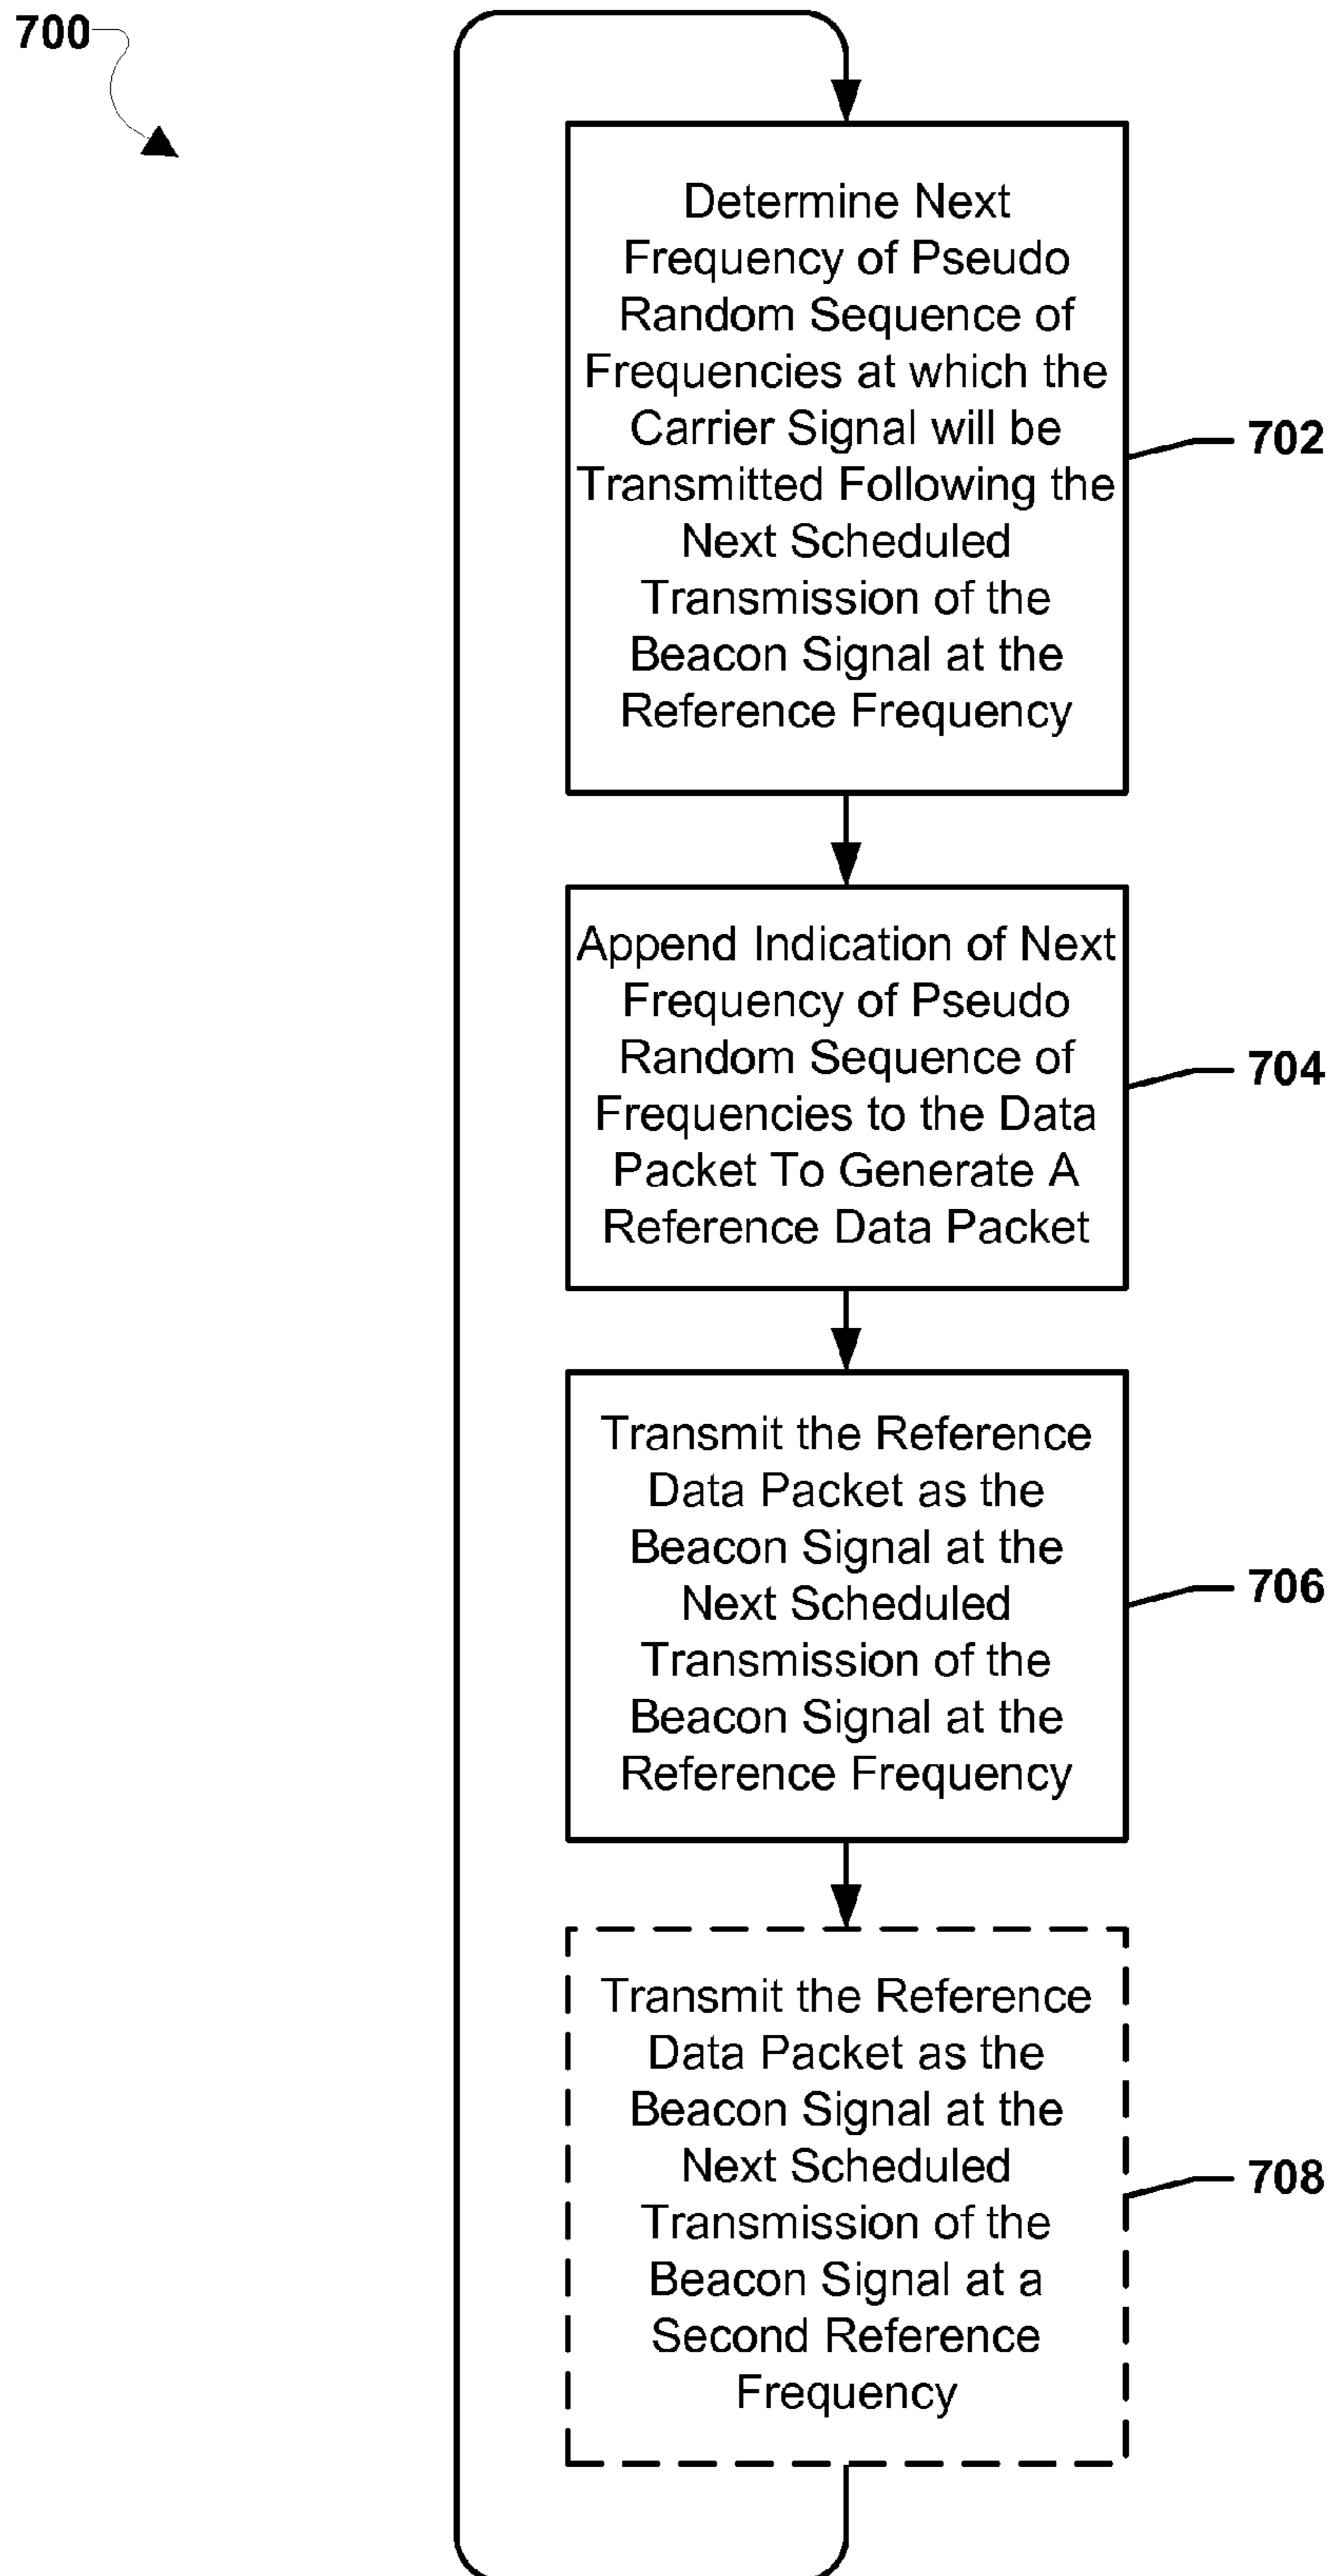 700
Determine Next
Frequency of Pseudo
Random Sequence of
Frequencies at which the
Carrier Signal will be
Transmitted Following the
Next Scheduled
Transmission of the
Beacon Signal at the
Reference Frequency
702
Append Indication of Next
Frequency of Pseudo
Random Sequence of
Frequencies to the Data
Packet To Generate A
Reference Data Packet
704
Transmit the Reference
Data Packet as the
Beacon Signal at the
Next Scheduled
Transmission of the
Beacon Signal at the
Reference Frequency
706
Transmit the Reference
Data Packet as the
Beacon Signal at the
Next Scheduled
Transmission of the
Beacon Signal at a
Second Reference
Frequency
708